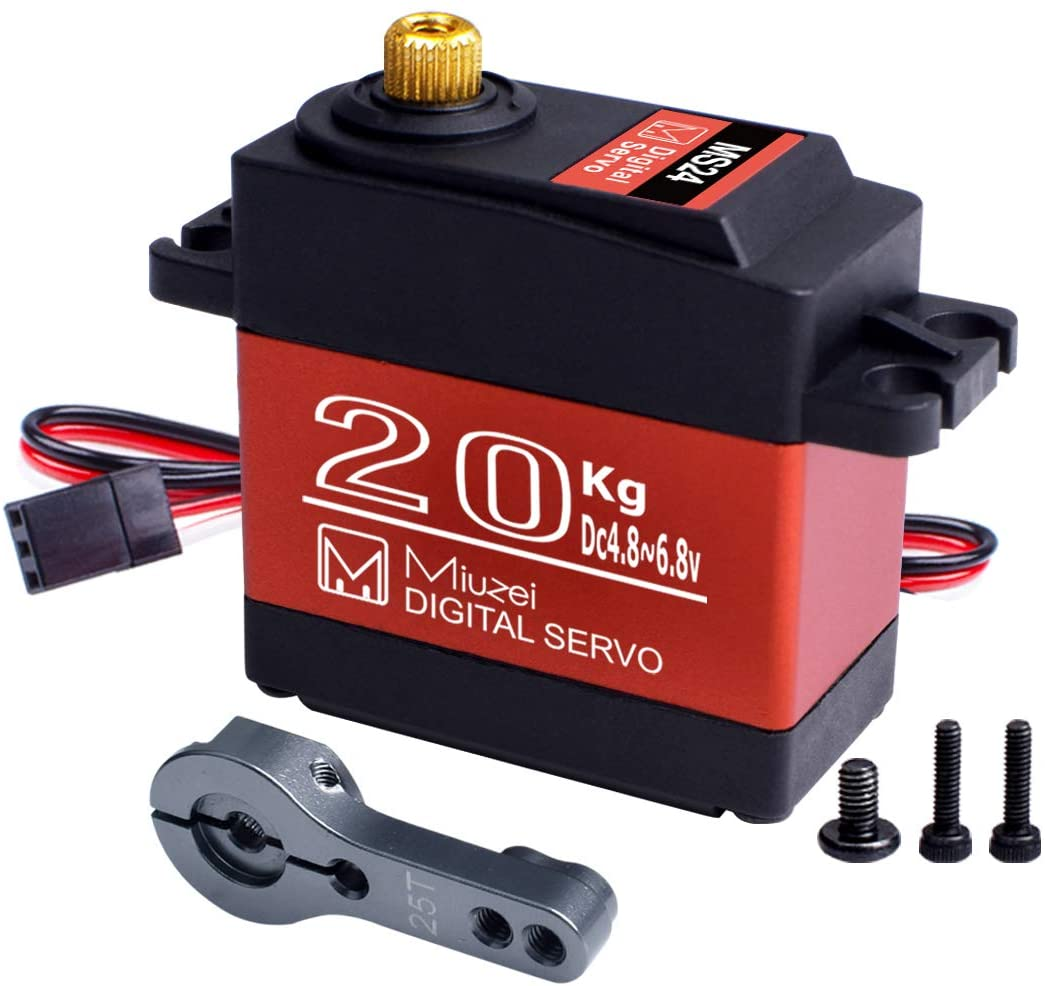 MS24
M Digital
Servo
20 Kg
Dc4.8~6.8v
M Miuzei
DIGITAL SERVO
25T